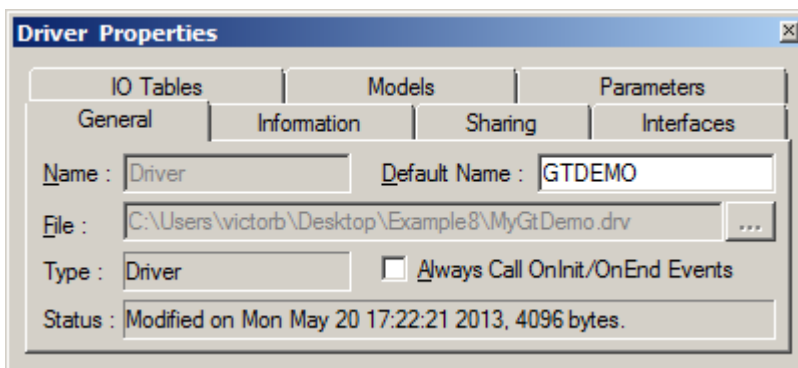 Driver Properties
IO Tables Models Parameters
General Information Sharing Interfaces
Name : Driver Default Name : GTDEMO
File : C:\Users\victorb\Desktop\Example8\MyGtDemo.drv ...
Type : Driver Always Call OnInit/OnEnd Events
Status : Modified on Mon May 20 17:22:21 2013, 4096 bytes.